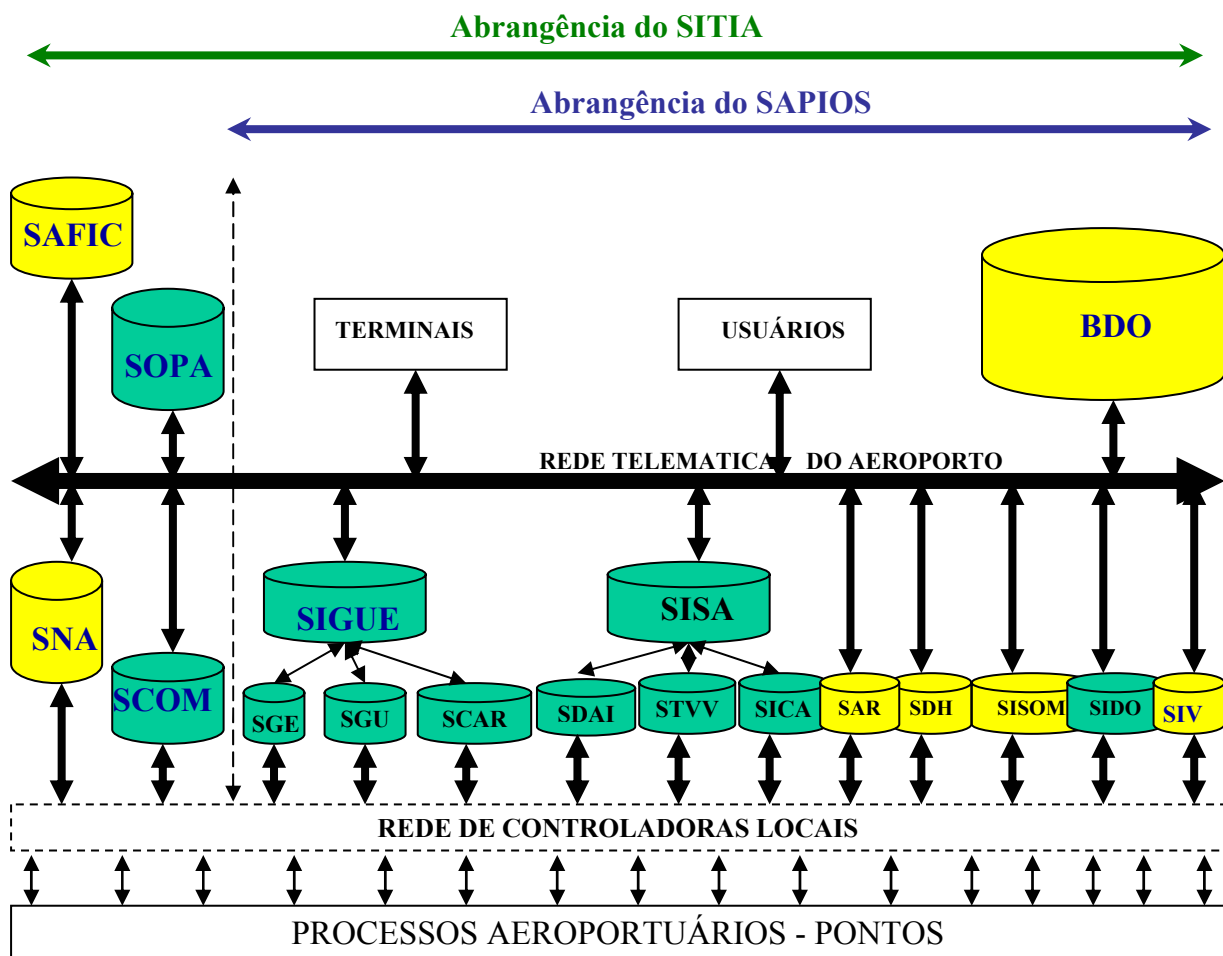 Abrangência do SITIA
Abrangência do SAPIOS
SAFIC
SOPA
TERMINAIS
USUÁRIOS
BDO
REDE TELEMATICA DO AEROPORTO
SNA
SCOM
SIGUE
SISA
SGE
SGU
SCAR
SDAI
STVV
SICA
SAR
SDH
SISOM
SIDO
SIV
REDE DE CONTROLADORAS LOCAIS
PROCESSOS AEROPORTUÁRIOS - PONTOS